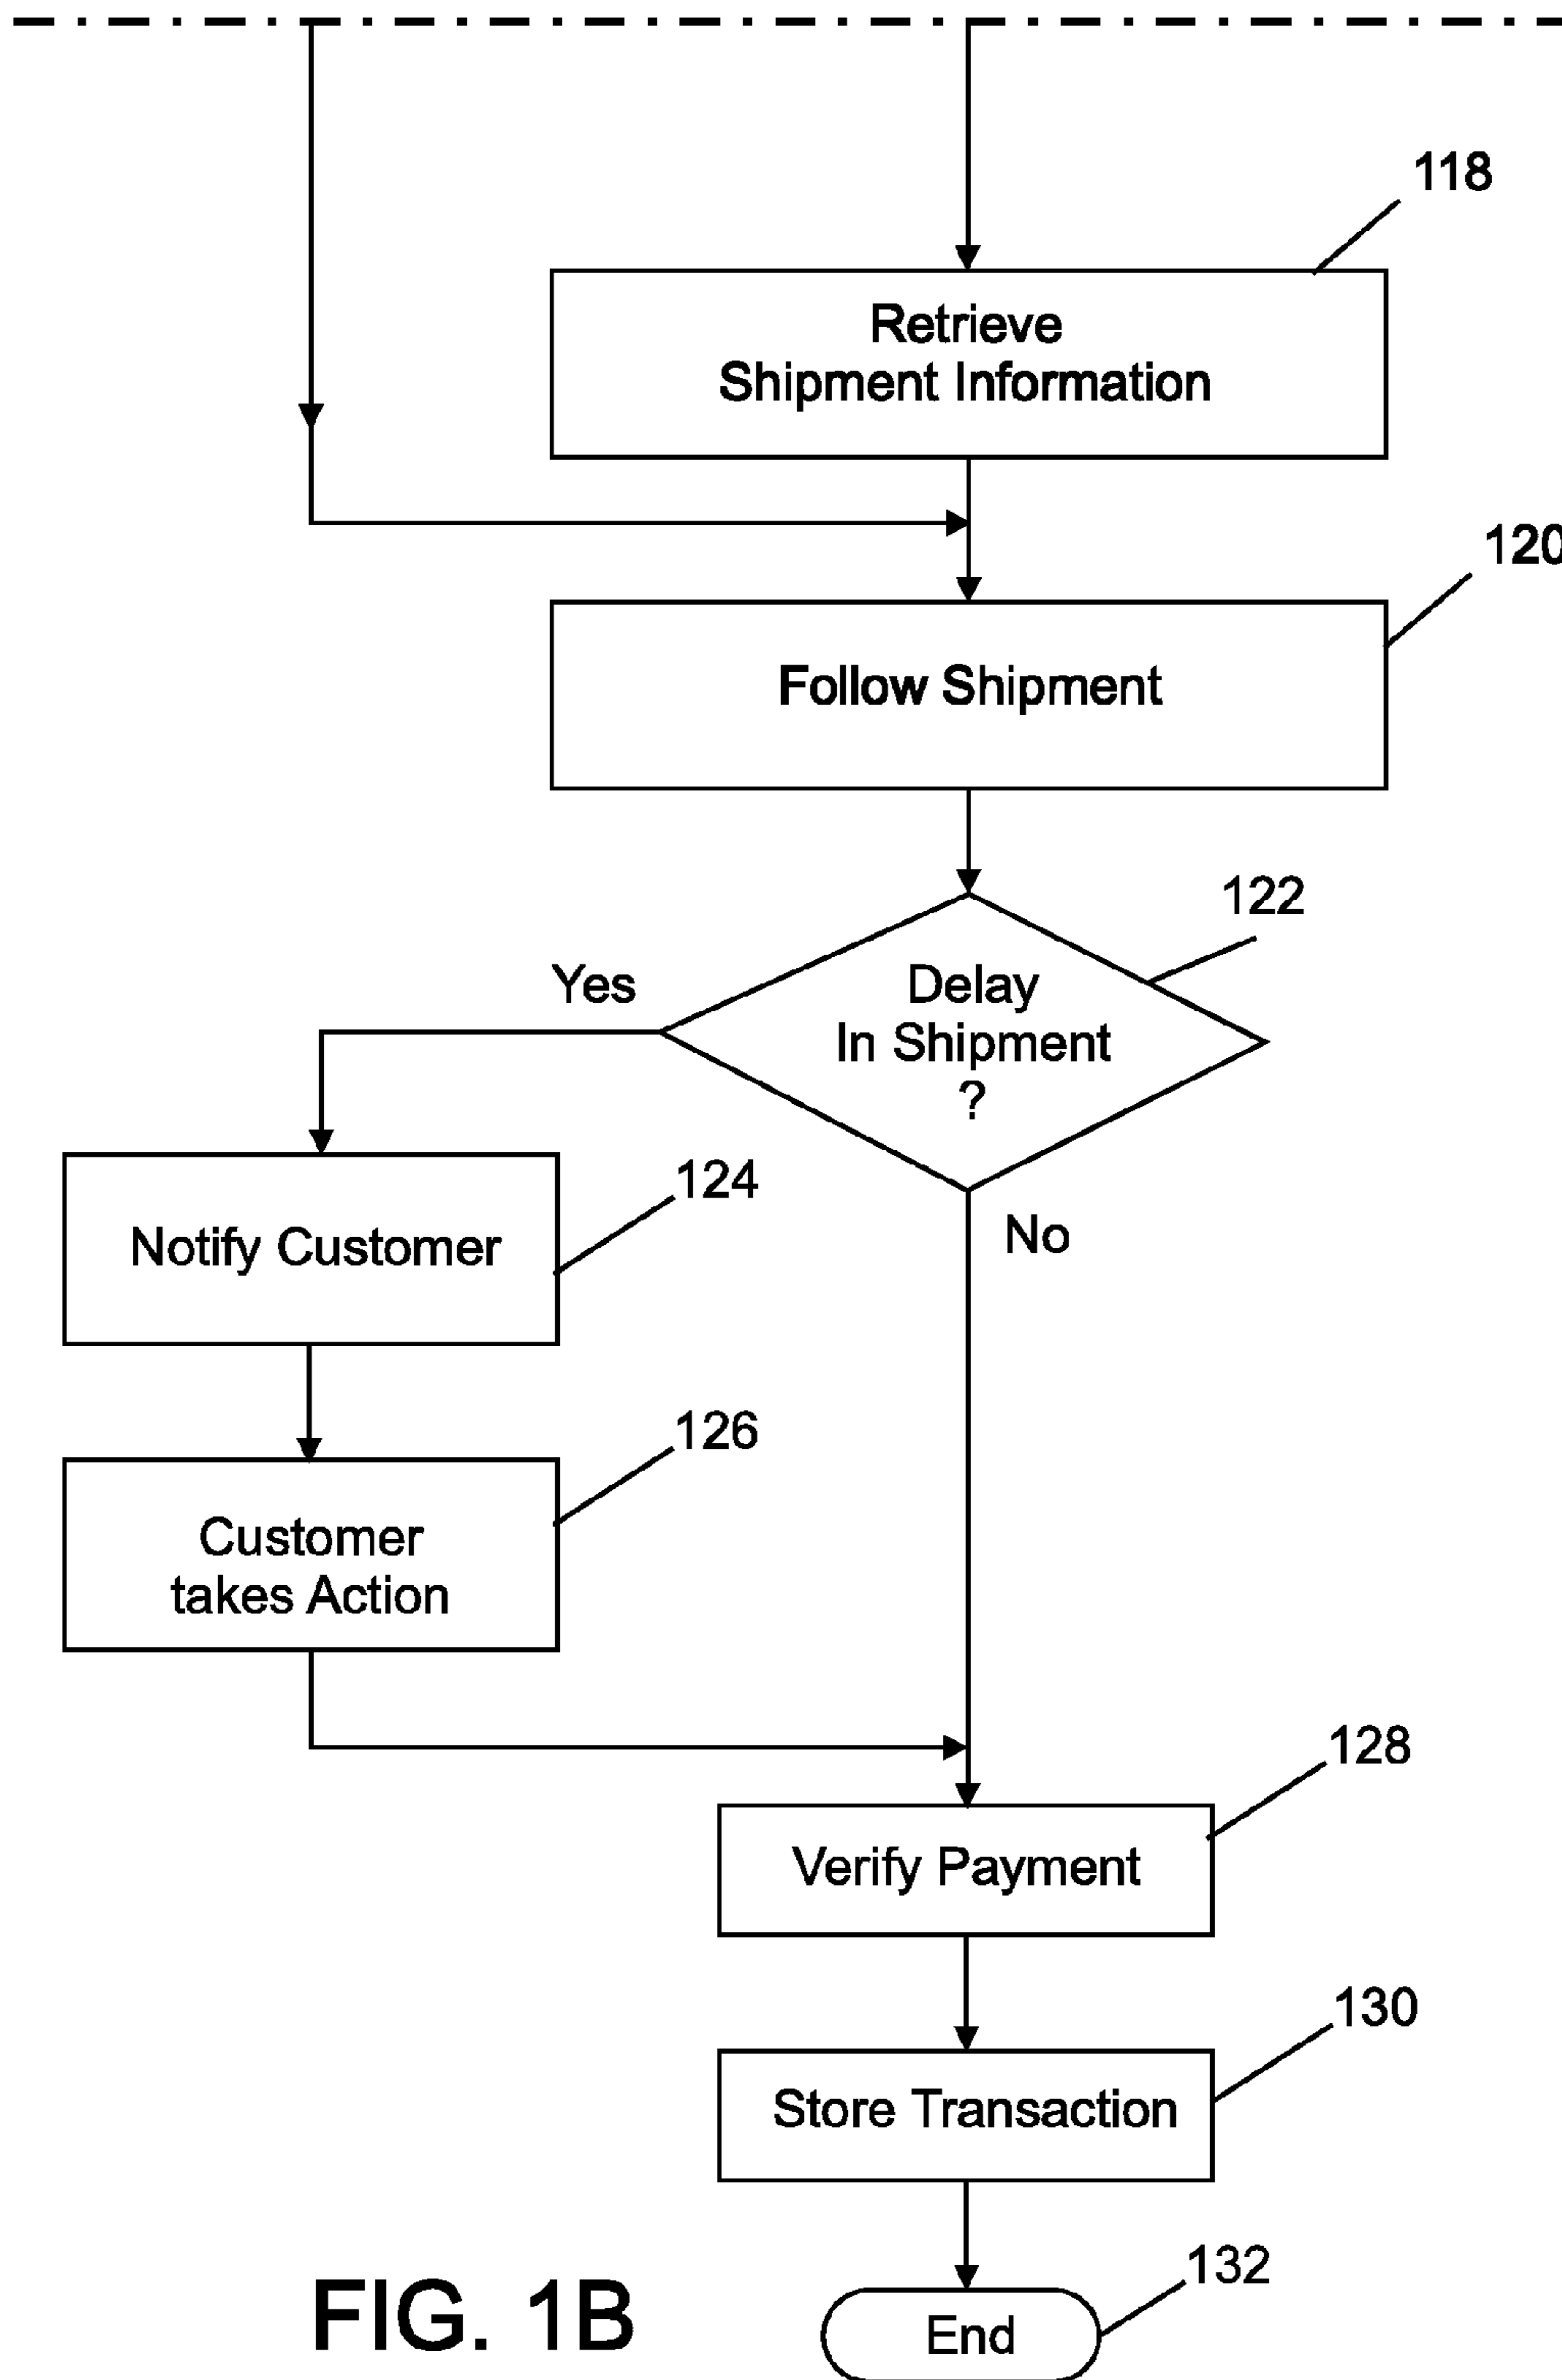 118
Retrieve
Shipment Information
120
Follow Shipment
122
Yes
Delay
In Shipment
?
No
124
Notify Customer
126
Customer
takes Action
128
Verify Payment
130
Store Transaction
132
End
FIG. 1B